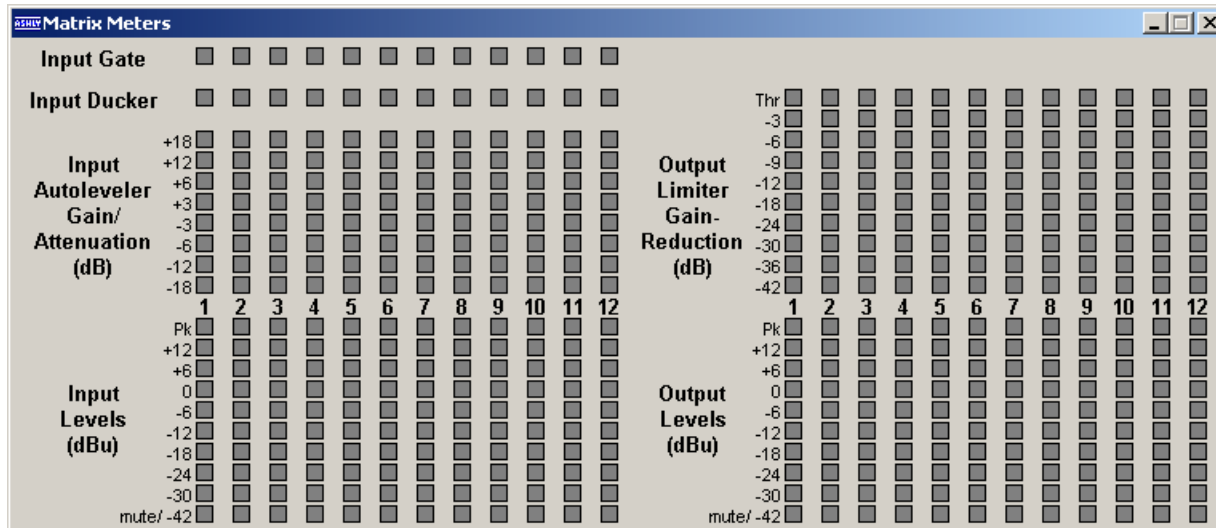 ASHLY Matrix Meters
Input Gate
Input Ducker
Input
Autoleveler
Gain/
Attenuation
(dB)
+18
+12
+6
+3
-3
-6
-12
-18
1 2 3 4 5 6 7 8 9 10 11 12
Input
Levels
(dBu)
Pk
+12
+6
0
-6
-12
-18
-24
-30
mute/ -42
Output
Limiter
Gain-
Reduction
(dB)
Thr
-3
-6
-9
-12
-18
-24
-30
-36
-42
1 2 3 4 5 6 7 8 9 10 11 12
Output
Levels
(dBu)
Pk
+12
+6
0
-6
-12
-18
-24
-30
mute/ -42